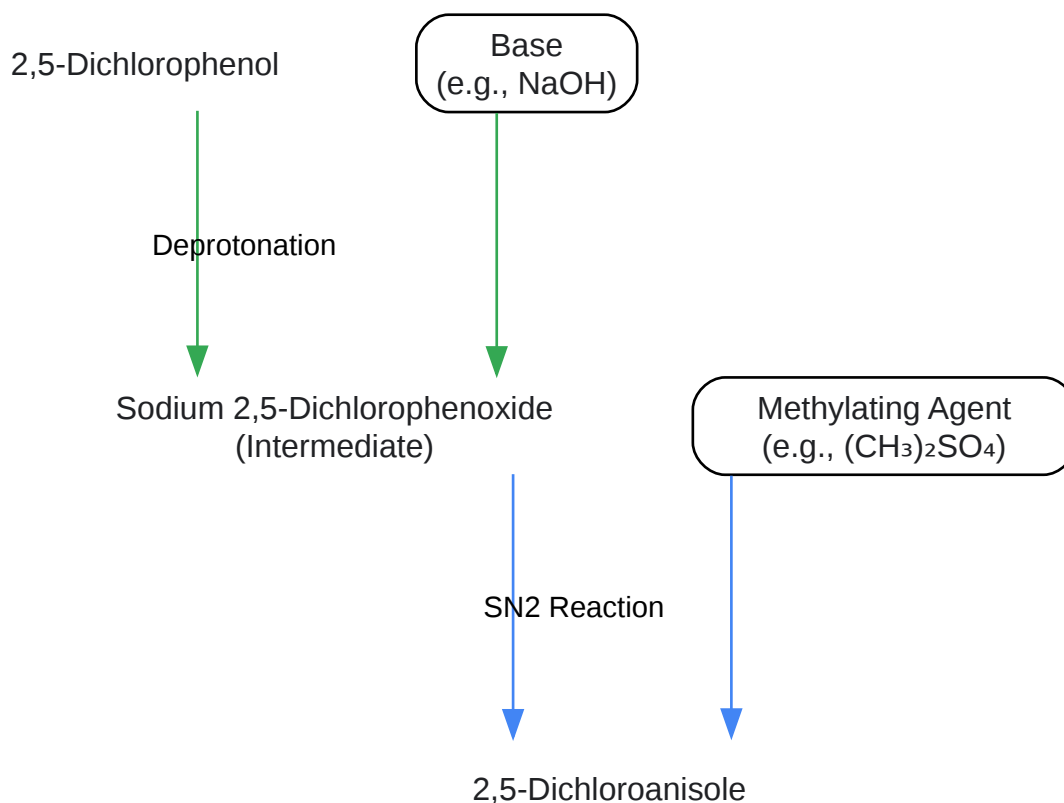 2,5-Dichlorophenol
Base
(e.g., NaOH)
Deprotonation
Sodium 2,5-Dichlorophenoxide
(Intermediate)
Methylating Agent
(e.g., (CH₃)₂SO₄)
SN2 Reaction
2,5-Dichloroanisole